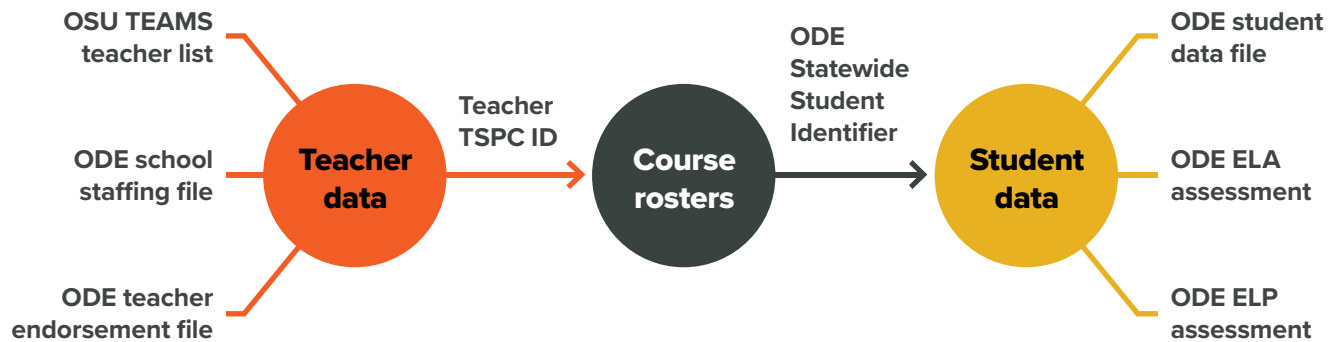 OSU TEAMS
teacher list
ODE school
staffing file
ODE teacher
endorsement file
Teacher
data
Teacher
TSPC ID
Course
rosters
ODE
Statewide
Student
Identifier
Student
data
ODE student
data file
ODE ELA
assessment
ODE ELP
assessment